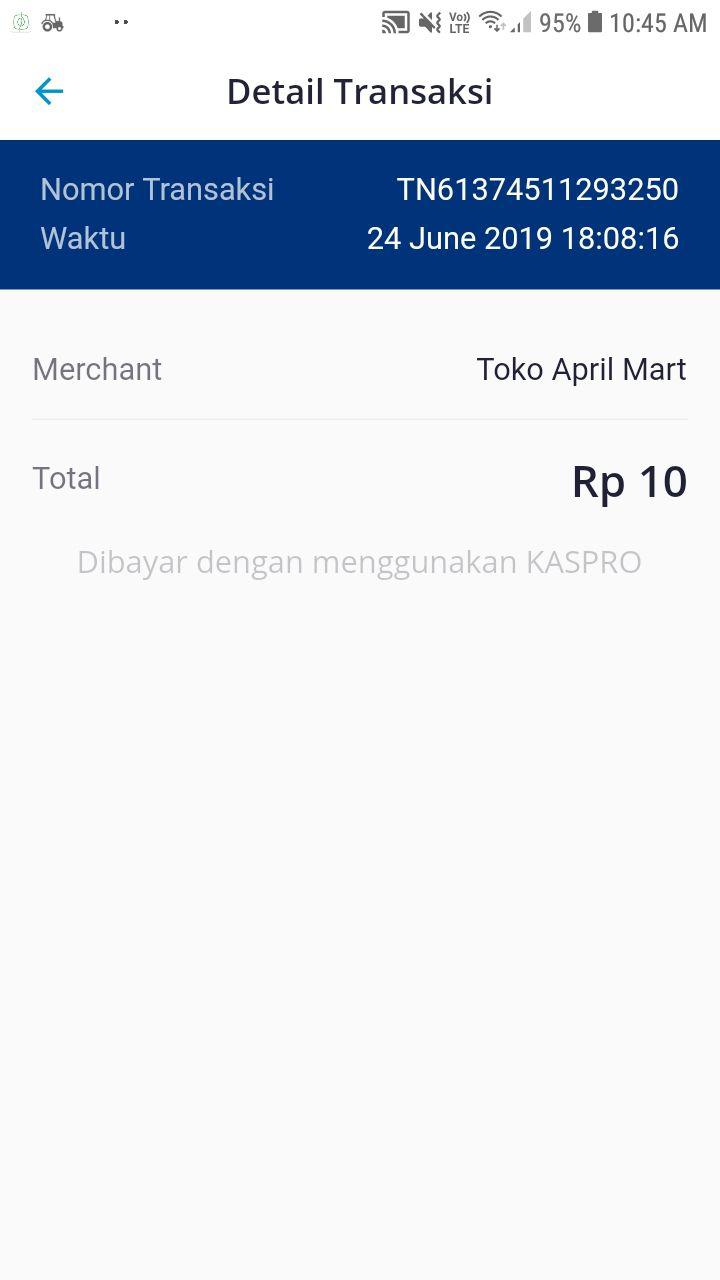 Vo)) LTE 95% 10:45 AM
Detail Transaksi
Nomor Transaksi TN61374511293250
Waktu 24 June 2019 18:08:16
Merchant Toko April Mart
Total Rp 10
Dibayar dengan menggunakan KASPRO